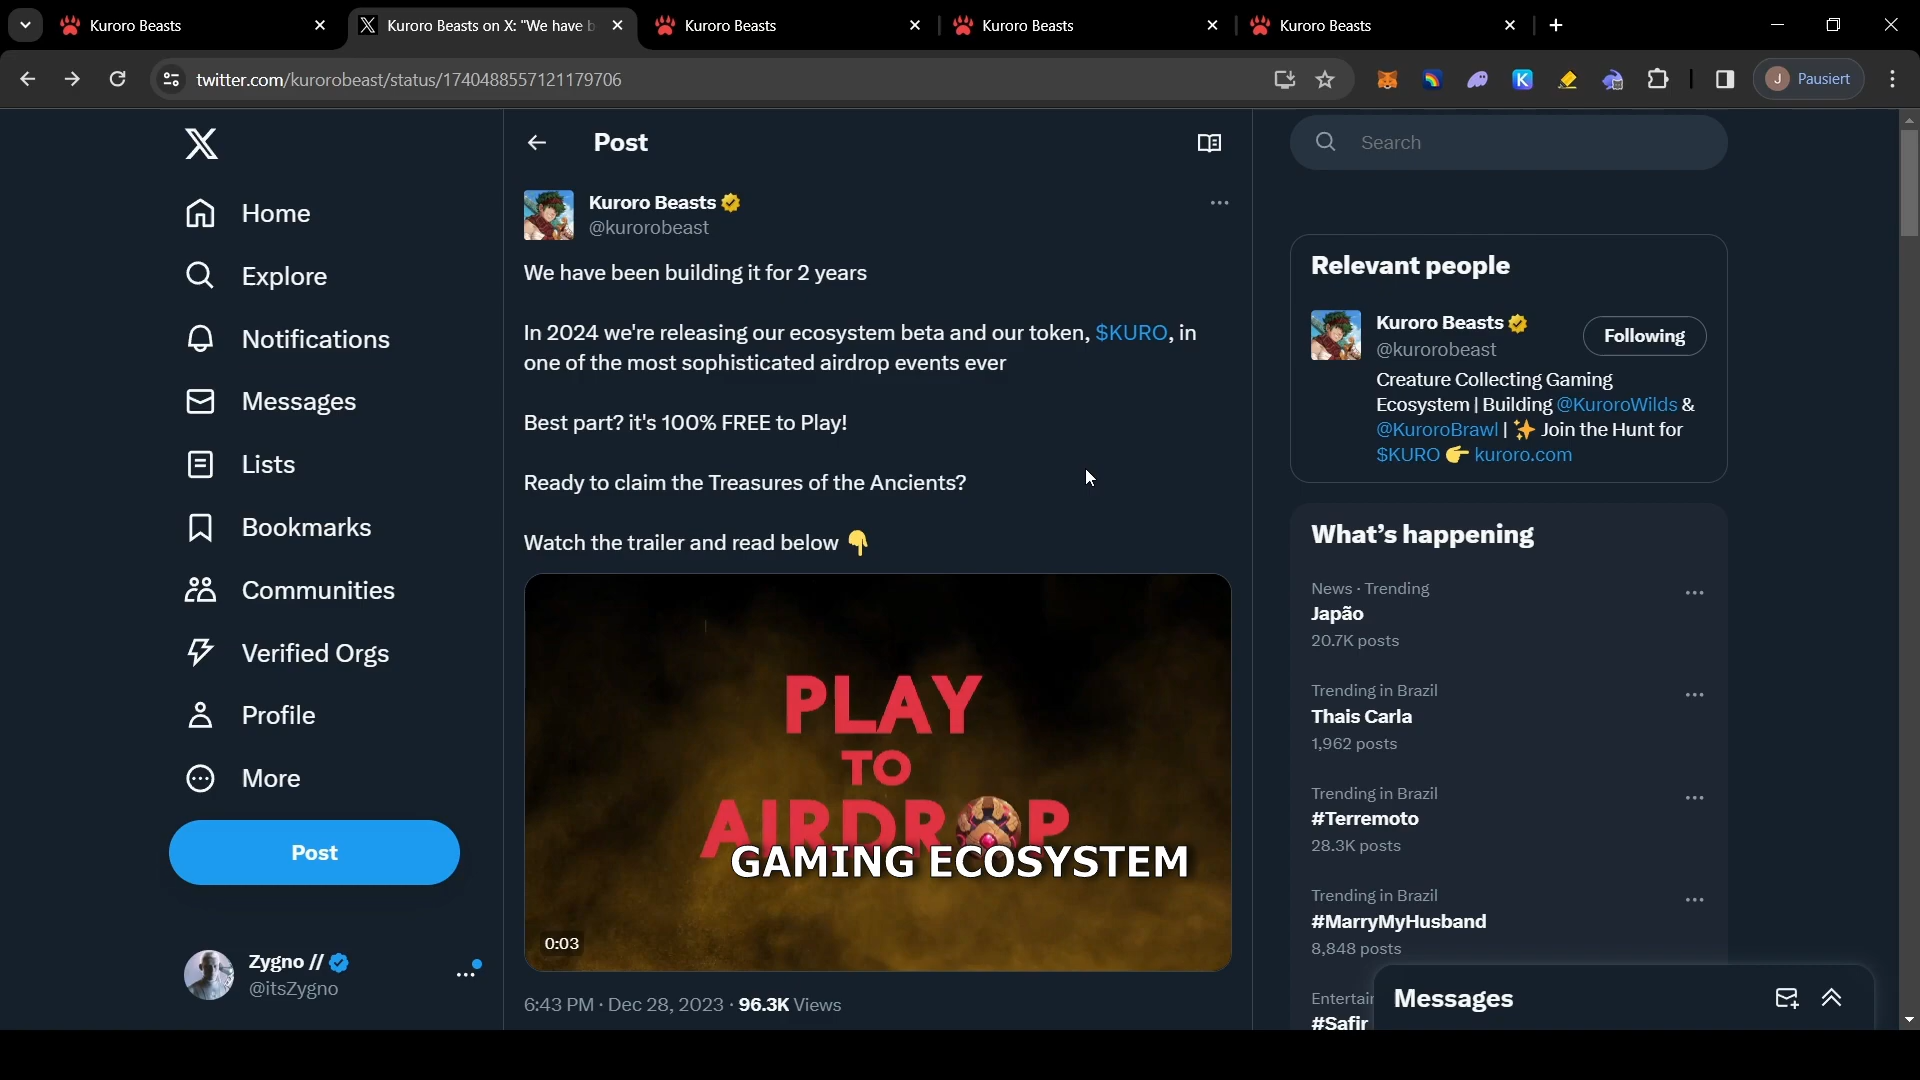 Kuroro Beasts
Kuroro Beasts on X: "We have b
Kuroro Beasts
Kuroro Beasts
Kuroro Beasts
twitter.com/kurorobeast/status/1740488557121179706
J Pausiert
Home
Explore
Notifications
Messages
Lists
Bookmarks
Communities
Verified Orgs
Profile
More
Post
Zygno //
@itsZygno
Post
Kuroro Beasts
@kurorobeast
We have been building it for 2 years
In 2024 we're releasing our ecosystem beta and our token, $KURO, in
one of the most sophisticated airdrop events ever
Best part? it's 100% FREE to Play!
Ready to claim the Treasures of the Ancients?
Watch the trailer and read below 👇
PLAY
TO
AIRDROP
GAMING ECOSYSTEM
0:03
6:43 PM · Dec 28, 2023 · 96.3K Views
Search
Relevant people
Kuroro Beasts
@kurorobeast
Following
Creature Collecting Gaming
Ecosystem | Building @KuroroWilds &
@KuroroBrawl | ✨ Join the Hunt for
$KURO 👉 kuroro.com
What's happening
News · Trending
Japão
20.7K posts
Trending in Brazil
Thais Carla
1,962 posts
Trending in Brazil
#Terremoto
28.3K posts
Trending in Brazil
#MarryMyHusband
8,848 posts
Entertai
#Safir
Messages